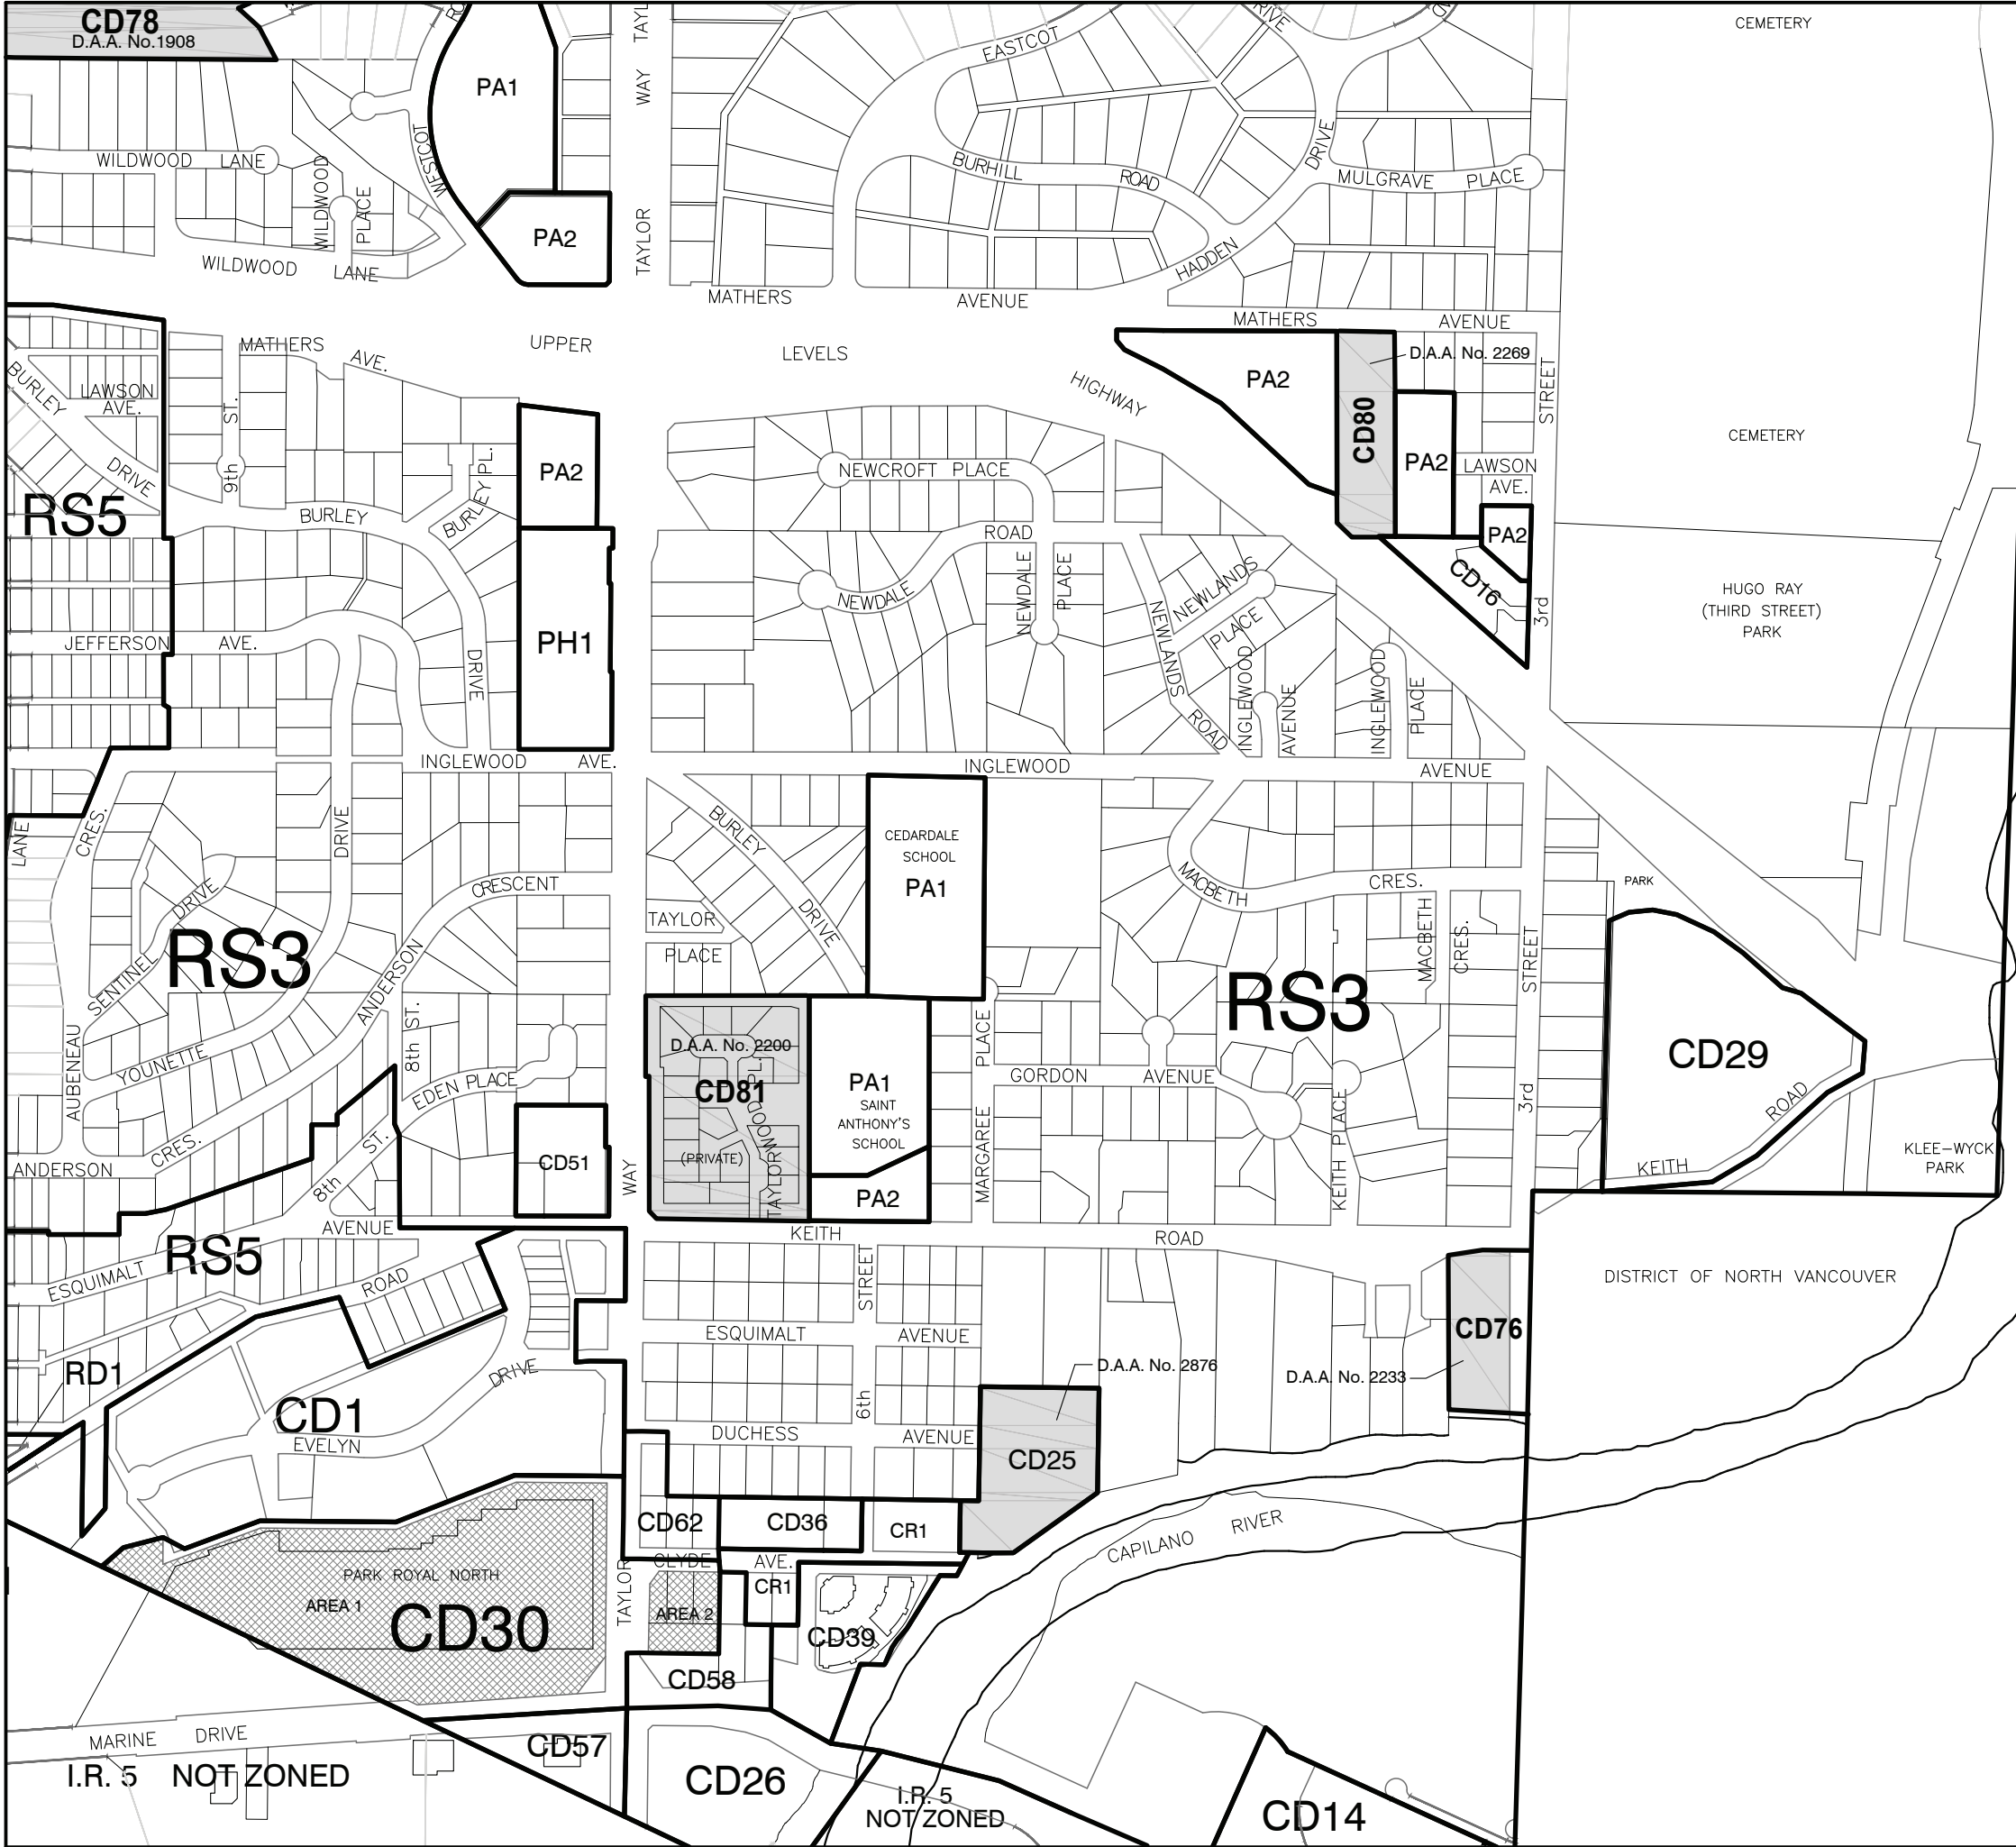 CD78
D.A.A. No.1908
PA1
TAYLOR
WAY
EASTCOT
DRIVE
CEMETERY
WESTCOT
WILDWOOD LANE
WILDWOOD
PLACE
BURHILL ROAD
DRIVE
MULGRAVE PLACE
PA2
TAYLOR
HADDEN
WILDWOOD LANE
MATHERS AVENUE
MATHERS AVENUE
MATHERS AVE.
UPPER LEVELS
HIGHWAY
PA2
D.A.A. No. 2269
CD80
STREET
BURLEY
DRIVE
LAWSON
AVE.
9th ST.
RS5
BURLEY
BURLEY PL.
PA2
NEWCROFT PLACE
PA2
LAWSON
AVE.
CEMETERY
PA2
CD16
3rd
HUGO RAY
(THIRD STREET)
PARK
ROAD
NEWDALE
NEWDALE
PLACE
NEWLANDS
PLACE
NEWLANDS
ROAD
INGLEWOOD
AVENUE
INGLEWOOD
PLACE
PH1
JEFFERSON AVE.
DRIVE
INGLEWOOD AVE.
INGLEWOOD AVENUE
LANE
CRES.
DRIVE
BURLEY
DRIVE
CEDARDALE
SCHOOL
PA1
MACBETH CRES.
MACBETH
CRES.
PARK
CRESCENT
ANDERSON
SENTINEL DRIVE
RS3
TAYLOR
PLACE
RS3
STREET
3rd
CD29
ROAD
KEITH
KLEE-WYCK
PARK
AUBENEAU
YOUNETTE
8th ST.
EDEN PLACE
D.A.A. No. 2200
CD81
(PRIVATE)
TAYLORWOOD PL.
PA1
SAINT
ANTHONY'S
SCHOOL
PA2
PLACE
MARGAREE
GORDON AVENUE
KEITH PLACE
ANDERSON CRES.
8th ST.
CD51
WAY
KEITH ROAD
AVENUE
ESQUIMALT
RS5
ROAD
STREET
6th
ESQUIMALT AVENUE
D.A.A. No. 2876
D.A.A. No. 2233
CD76
DISTRICT OF NORTH VANCOUVER
RD1
CD1
EVELYN
DRIVE
DUCHESS AVENUE
CD25
CD62
CD36
CR1
CAPILANO RIVER
CLYDE AVE.
CR1
PARK ROYAL NORTH
AREA 1
CD30
TAYLOR
AREA 2
CD39
CD58
MARINE DRIVE
I.R. 5 NOT ZONED
CD57
CD26
I.R. 5
NOT ZONED
CD14